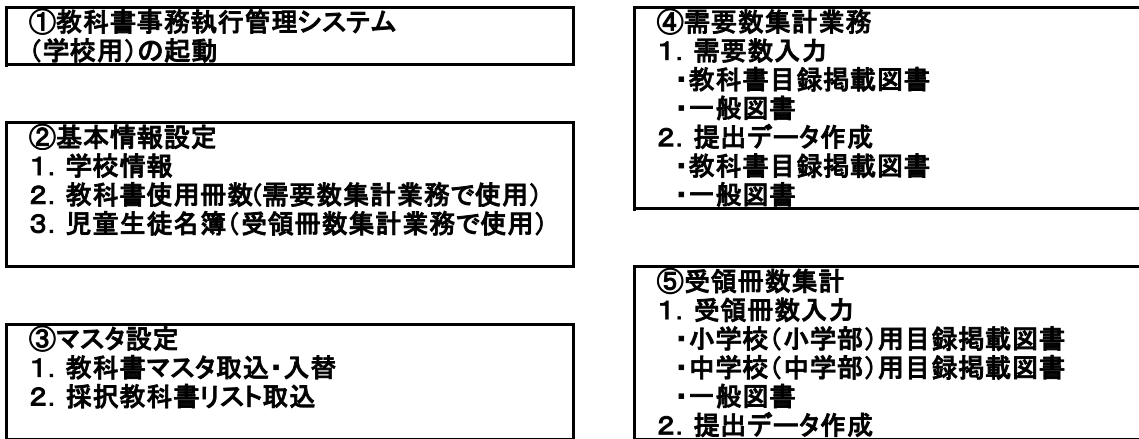 ①教科書事務執行管理システム
(学校用)の起動
②基本情報設定
1. 学校情報
2. 教科書使用冊数(需要数集計業務で使用)
3. 児童生徒名簿(受領冊数集計業務で使用)
③マスタ設定
1. 教科書マスタ取込・入替
2. 採択教科書リスト取込
④需要数集計業務
1. 需要数入力
・教科書目録掲載図書
・一般図書
2. 提出データ作成
・教科書目録掲載図書
・一般図書
⑤受領冊数集計
1. 受領冊数入力
・小学校(小学部)用目録掲載図書
・中学校(中学部)用目録掲載図書
・一般図書
2. 提出データ作成